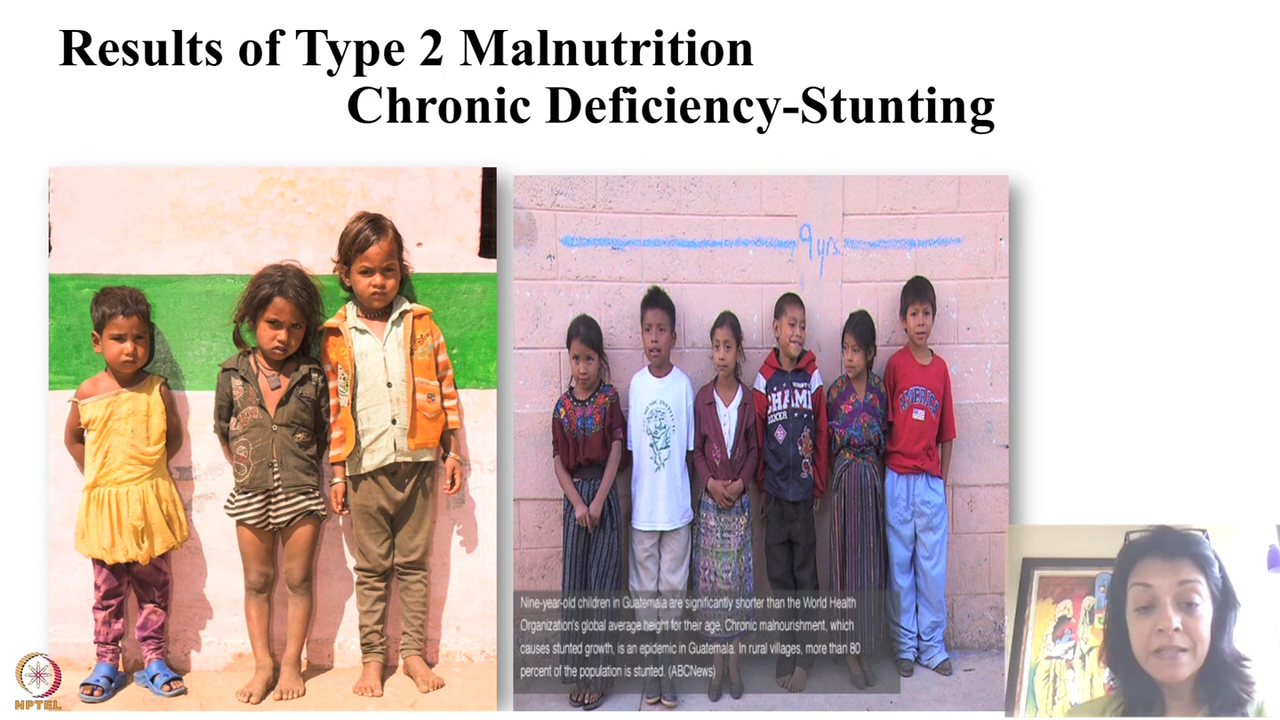 Results of Type 2 Malnutrition
Chronic Deficiency-Stunting
9 yrs.
CHAMP
AMERICA
Nine-year-old children in Guatemala are significantly shorter than the World Health
Organization's global average height for their age. Chronic malnourishment, which
causes stunted growth, is an epidemic in Guatemala. In rural villages, more than 80
percent of the population is stunted. (ABCNews)
NPTEL